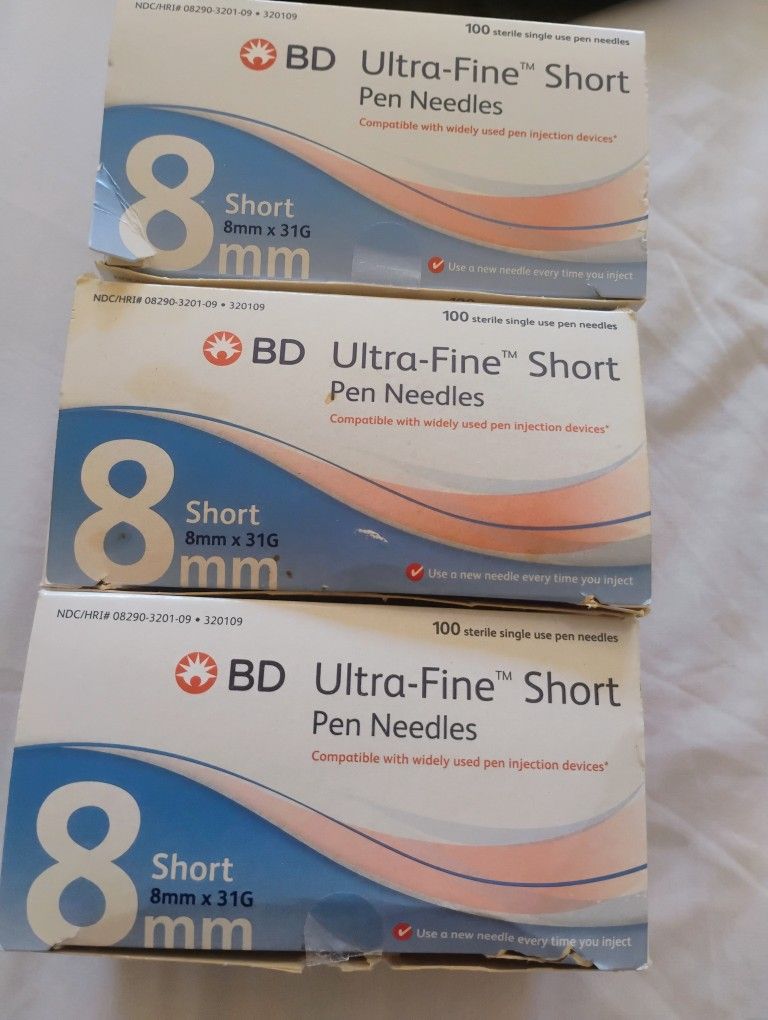 NDC/HRI# 08290-3201-09 • 320109
100 sterile single use pen needles
BD Ultra-Fine™ Short
Pen Needles
Compatible with widely used pen injection devices*
8 mm
Short
8mm x 31G
Use a new needle every time you inject
NDC/HRI# 08290-3201-09 • 320109
100 sterile single use pen needles
BD Ultra-Fine™ Short
Pen Needles
Compatible with widely used pen injection devices*
8 mm
Short
8mm x 31G
Use a new needle every time you inject
NDC/HRI# 08290-3201-09 • 320109
100 sterile single use pen needles
BD Ultra-Fine™ Short
Pen Needles
Compatible with widely used pen injection devices*
8 mm
Short
8mm x 31G
Use a new needle every time you inject